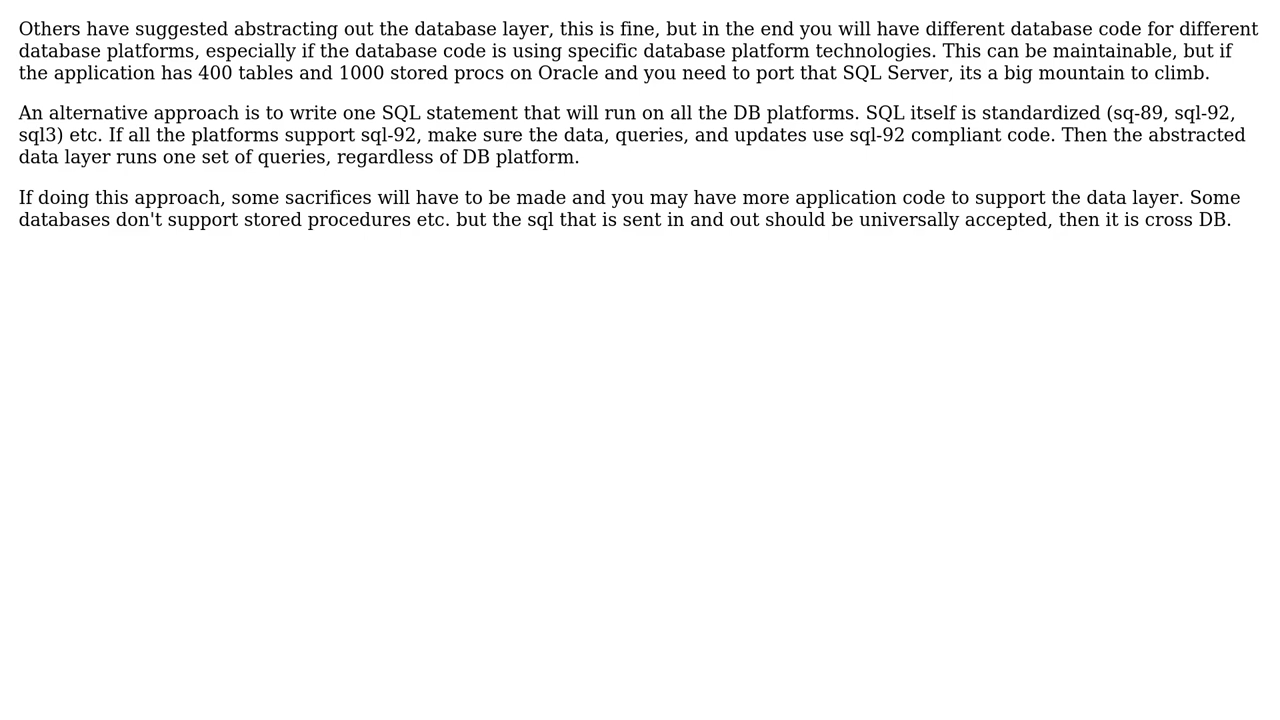 Others have suggested abstracting out the database layer, this is fine, but in the end you will have different database code for different
database platforms, especially if the database code is using specific database platform technologies. This can be maintainable, but if
the application has 400 tables and 1000 stored procs on Oracle and you need to port that SQL Server, its a big mountain to climb.
An alternative approach is to write one SQL statement that will run on all the DB platforms. SQL itself is standardized (sq-89, sql-92,
sql3) etc. If all the platforms support sql-92, make sure the data, queries, and updates use sql-92 compliant code. Then the abstracted
data layer runs one set of queries, regardless of DB platform.
If doing this approach, some sacrifices will have to be made and you may have more application code to support the data layer. Some
databases don't support stored procedures etc. but the sql that is sent in and out should be universally accepted, then it is cross DB.